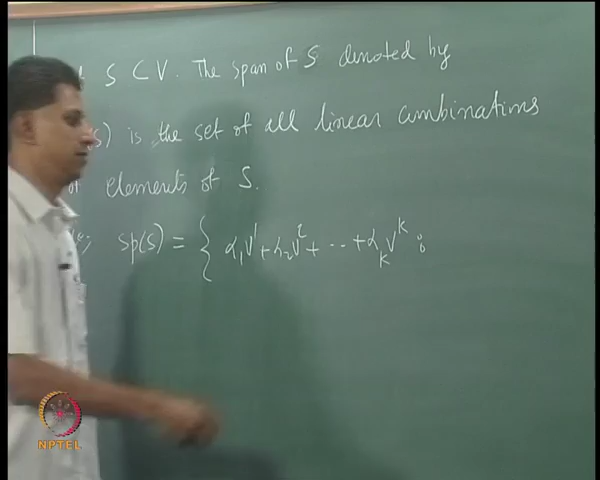 S ⊂ V. The span of S denoted by
(s) is the set of all linear combinations
of elements of S.
sp(s) = { α₁v¹ + α₂v² + ··· + αₖvᵏ :
NPTEL